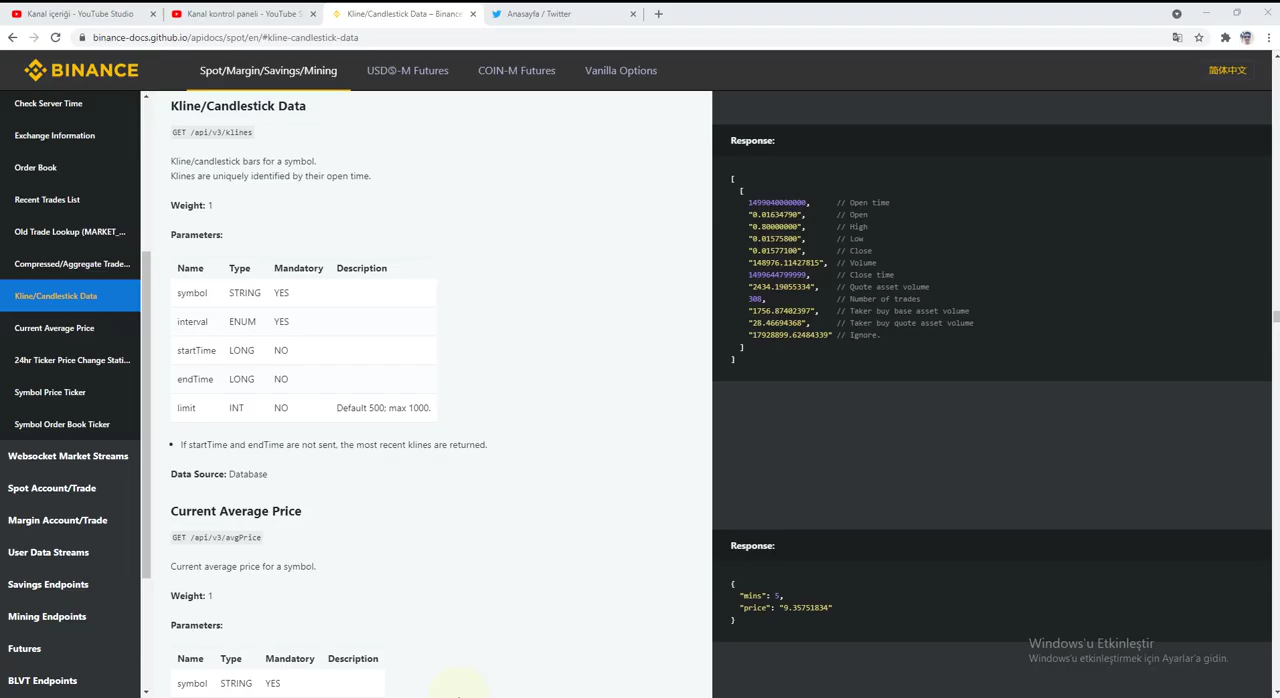 Kanal içeriği - YouTube Studio
Kanal kontrol paneli - YouTube S
Kline/Candlestick Data – Binance
Anasayfa / Twitter
binance-docs.github.io/apidocs/spot/en/#kline-candlestick-data
BINANCE
Spot/Margin/Savings/Mining
USDⓈ-M Futures
COIN-M Futures
Vanilla Options
简体中文
Check Server Time
Exchange Information
Order Book
Recent Trades List
Old Trade Lookup (MARKET_...
Compressed/Aggregate Trade...
Kline/Candlestick Data
Current Average Price
24hr Ticker Price Change Stati...
Symbol Price Ticker
Symbol Order Book Ticker
Websocket Market Streams
Spot Account/Trade
Margin Account/Trade
User Data Streams
Savings Endpoints
Mining Endpoints
Futures
BLVT Endpoints
Kline/Candlestick Data
GET /api/v3/klines
Kline/candlestick bars for a symbol.
Klines are uniquely identified by their open time.
Weight: 1
Parameters:
Name Type Mandatory Description
symbol STRING YES
interval ENUM YES
startTime LONG NO
endTime LONG NO
limit INT NO Default 500; max 1000.
• If startTime and endTime are not sent, the most recent klines are returned.
Data Source: Database
Current Average Price
GET /api/v3/avgPrice
Current average price for a symbol.
Weight: 1
Parameters:
Name Type Mandatory Description
symbol STRING YES
Response:
[
[
1499040000000, // Open time
"0.01634790", // Open
"0.80000000", // High
"0.01575800", // Low
"0.01577100", // Close
"148976.11427815", // Volume
1499644799999, // Close time
"2434.19055334", // Quote asset volume
308, // Number of trades
"1756.87402397", // Taker buy base asset volume
"28.46694368", // Taker buy quote asset volume
"17928899.62484339" // Ignore.
]
]
Response:
{
"mins": 5,
"price": "9.35751834"
}
Windows'u Etkinleştir
Windows'u etkinleştirmek için Ayarlar'a gidin.